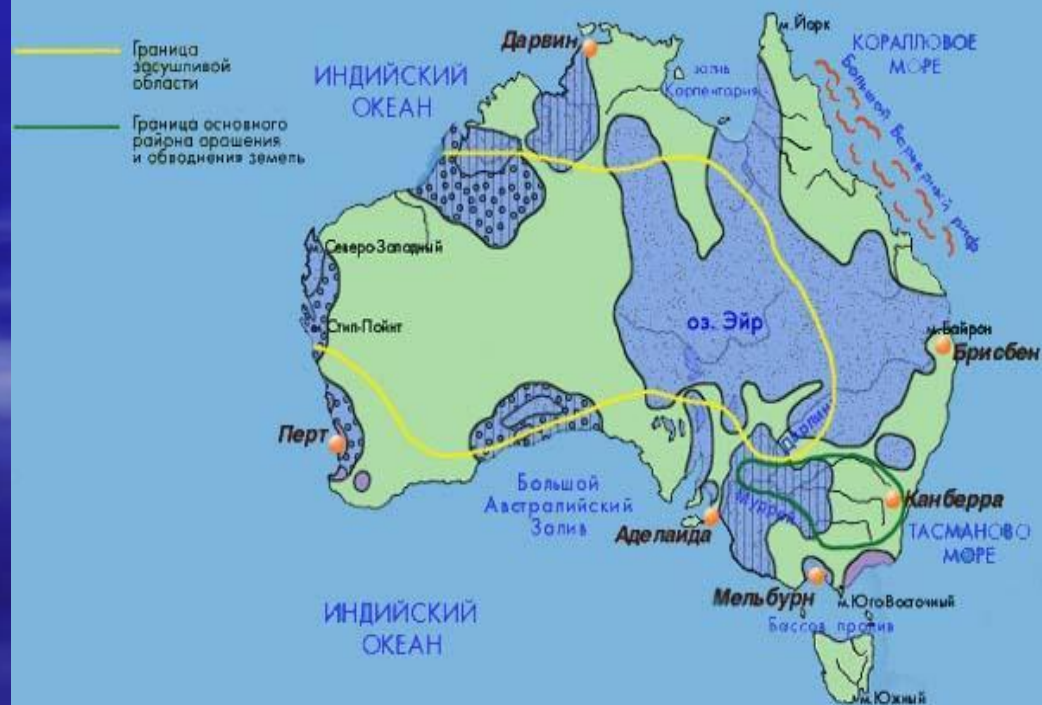 Граница
засушливой
области
Граница основного
района орошения
и обводнения земель
ИНДИЙСКИЙ
ОКЕАН
Дарвин
залив
Карпентария
м.Йорк
КОРАЛЛОВОЕ
МОРЕ
Большой Барьерный риф
м. Северо-Западный
м. Стип-Пойнт
оз. Эйр
м.Байрон
Брисбен
Перт
Дарлинг
Муррей
Большой
Австралийский
Залив
Аделаида
Канберра
ТАСМАНОВО
МОРЕ
Мельбурн
м.ЮгоВосточный
Бассов пролив
ИНДИЙСКИЙ
ОКЕАН
м.Южный